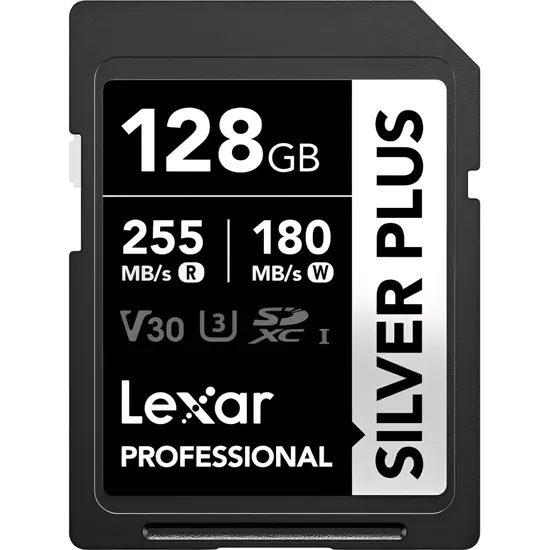 128GB
255 MB/s R
180 MB/s W
V30 U3 SDXC I
Lexar
PROFESSIONAL
SILVER PLUS